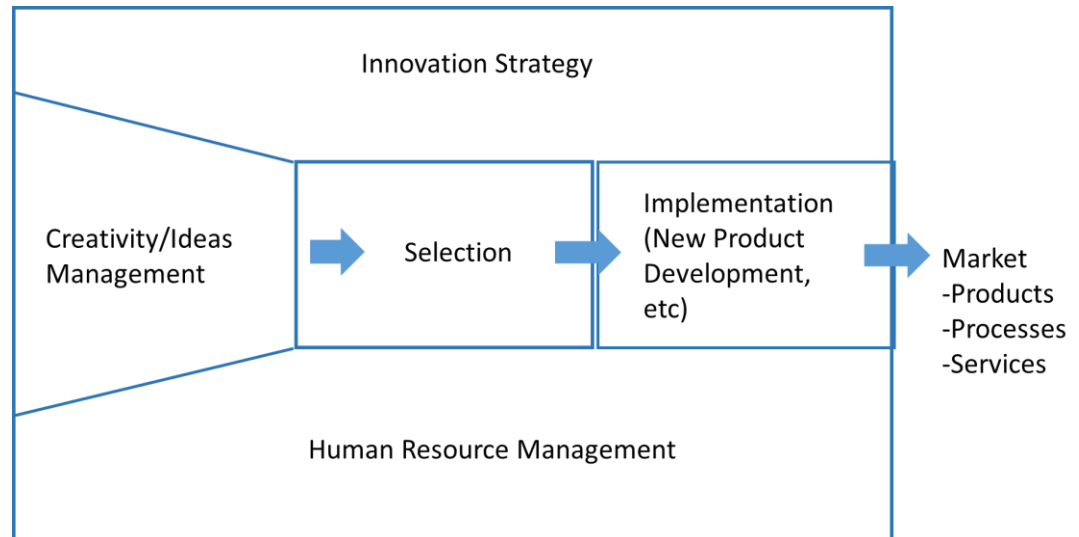 Innovation Strategy
Creativity/Ideas
Management
Selection
Implementation
(New Product
Development,
etc)
Market
-Products
-Processes
-Services
Human Resource Management